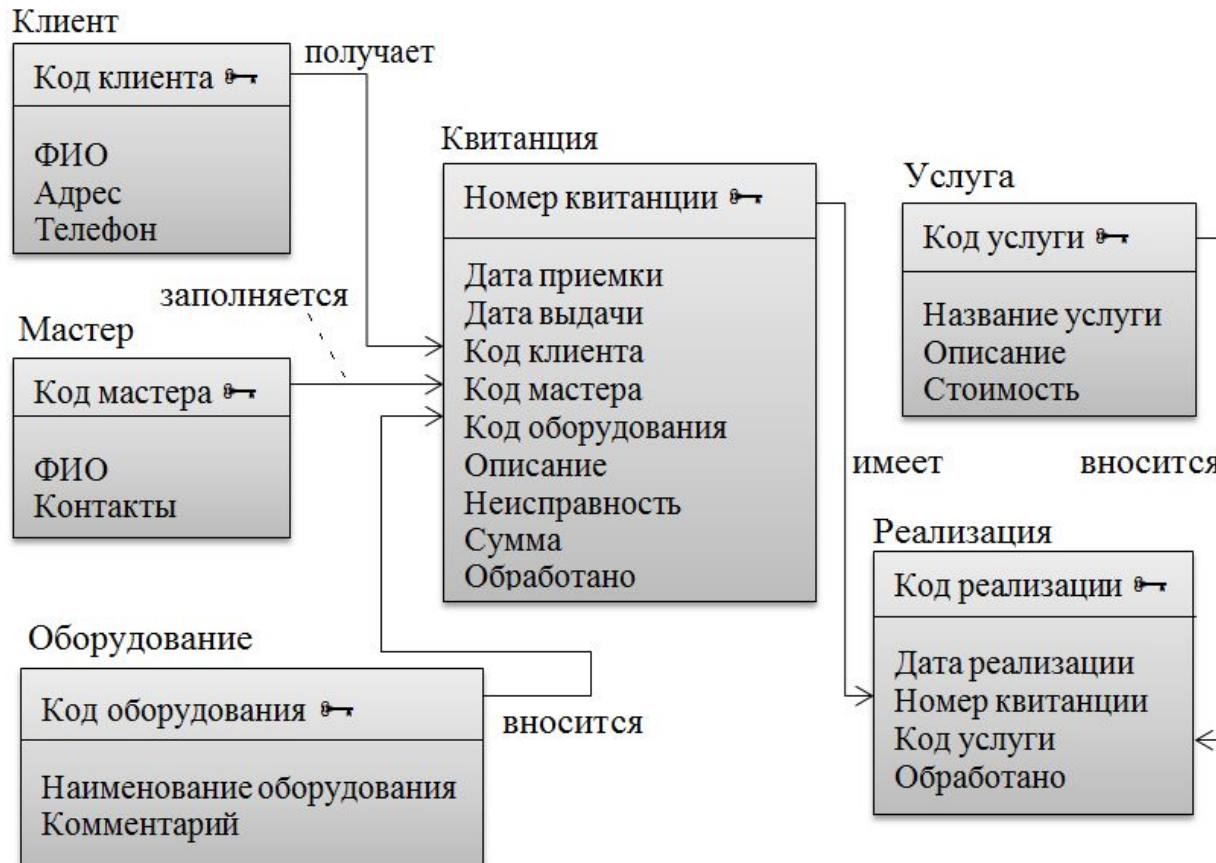 Клиент
Код клиента
ФИО
Адрес
Телефон
получает
заполняется
Мастер
Код мастера
ФИО
Контакты
Оборудование
Код оборудования
Наименование оборудования
Комментарий
вносится
Квитанция
Номер квитанции
Дата приемки
Дата выдачи
Код клиента
Код мастера
Код оборудования
Описание
Неисправность
Сумма
Обработано
имеет
Услуга
Код услуги
Название услуги
Описание
Стоимость
вносится
Реализация
Код реализации
Дата реализации
Номер квитанции
Код услуги
Обработано